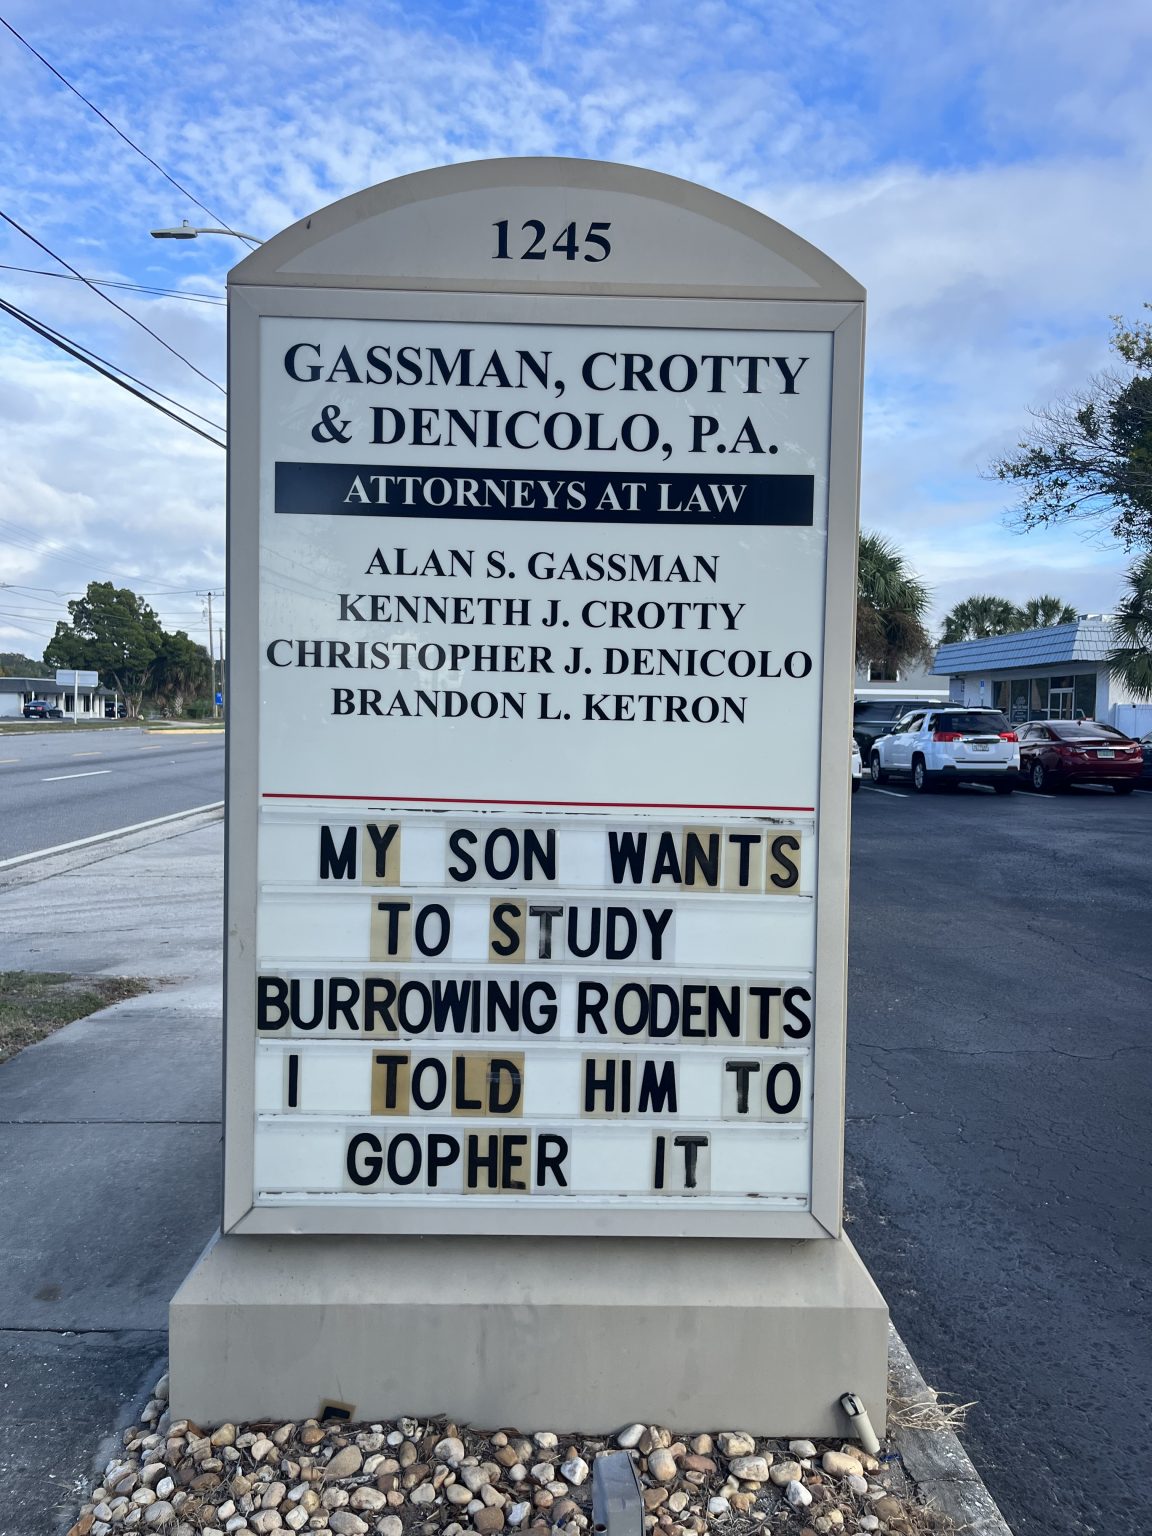 1245
GASSMAN, CROTTY
& DENICOLO, P.A.
ATTORNEYS AT LAW
ALAN S. GASSMAN
KENNETH J. CROTTY
CHRISTOPHER J. DENICOLO
BRANDON L. KETRON
MY SON WANTS
TO STUDY
BURROWING RODENTS
I TOLD HIM TO
GOPHER IT